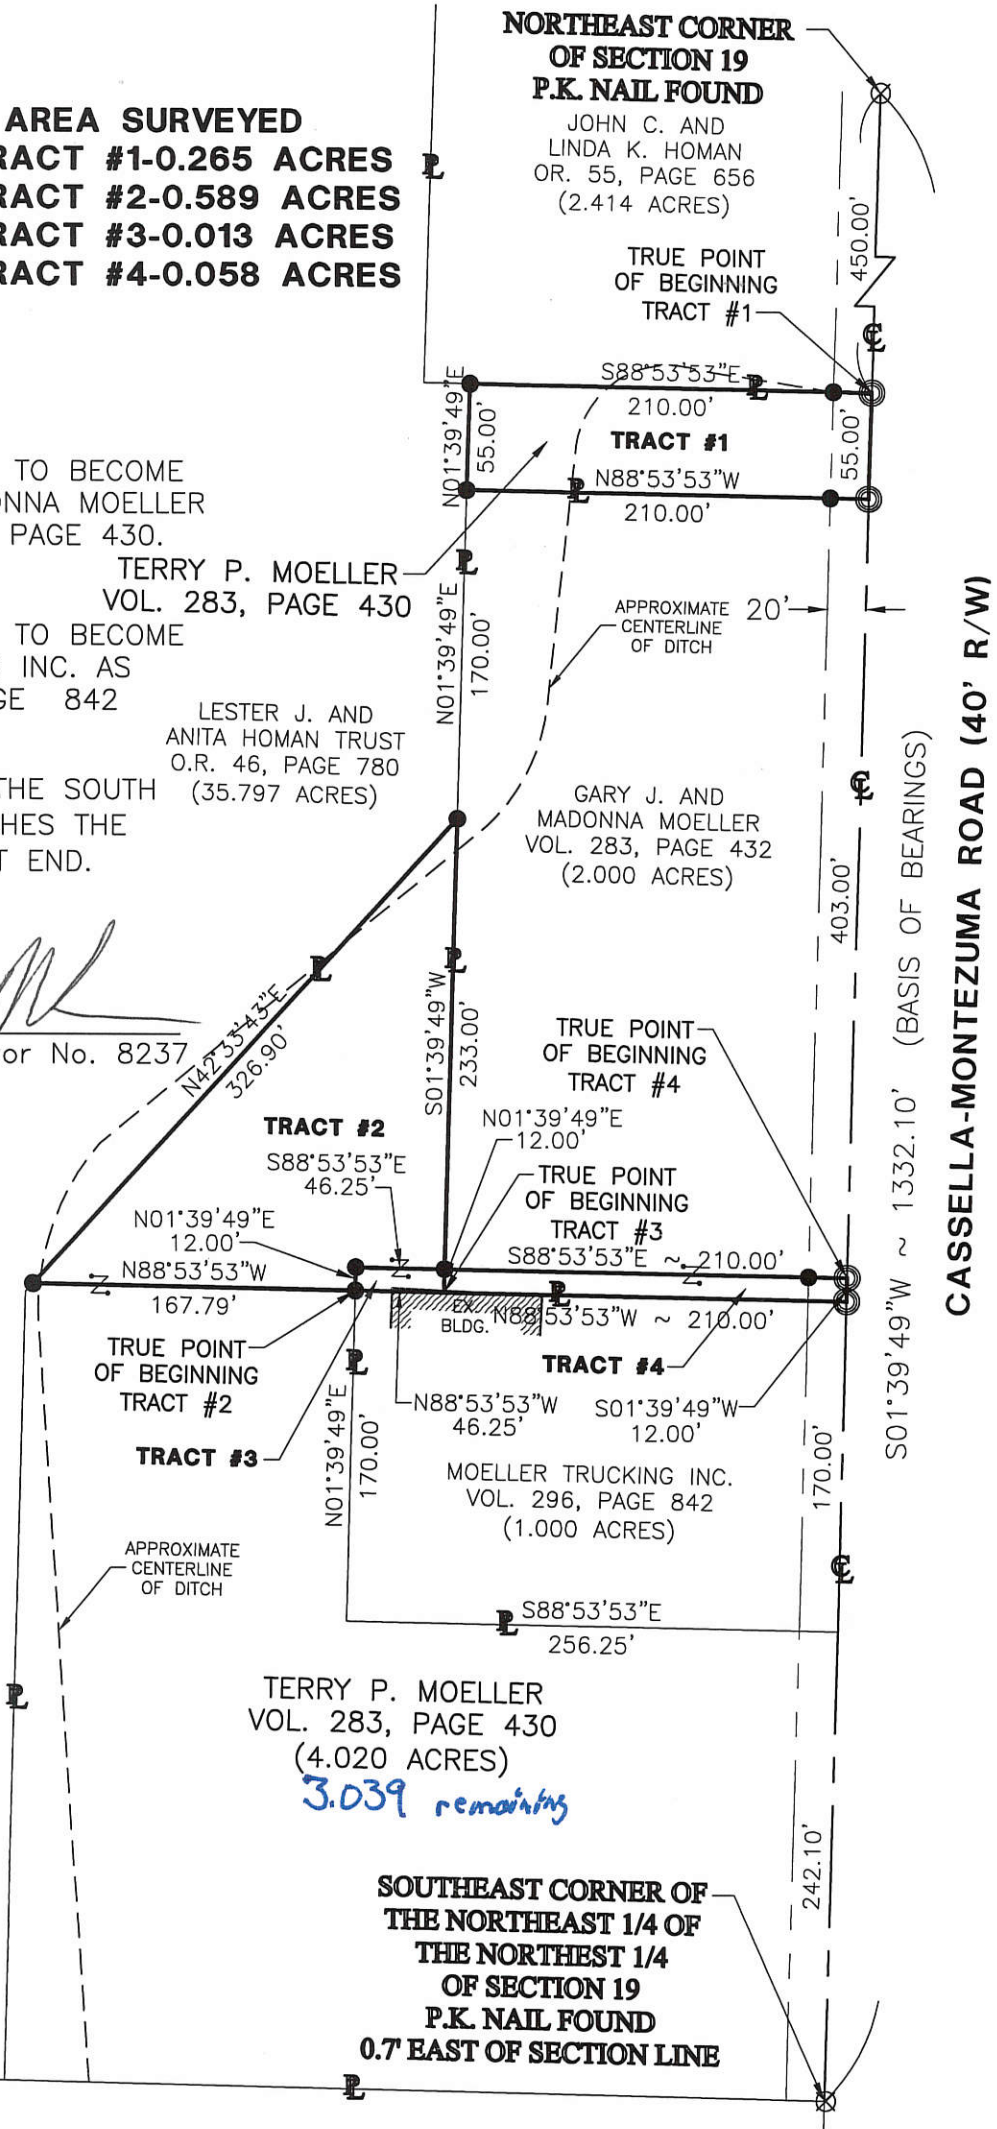 NORTHEAST CORNER
OF SECTION 19
P.K. NAIL FOUND
JOHN C. AND
LINDA K. HOMAN
OR. 55, PAGE 656
(2.414 ACRES)
AREA SURVEYED
RACT #1-0.265 ACRES
RACT #2-0.589 ACRES
RACT #3-0.013 ACRES
RACT #4-0.058 ACRES
450.00'
TRUE POINT
OF BEGINNING
TRACT #1
S88°53'53"E
210.00'
N01°39'49"E
55.00'
TRACT #1
55.00'
N88°53'53"W
210.00'
TO BECOME
ONNA MOELLER
PAGE 430.
TERRY P. MOELLER
VOL. 283, PAGE 430
TO BECOME
INC. AS
GE 842
N01°39'49"E
170.00'
APPROXIMATE
CENTERLINE
OF DITCH
20'
LESTER J. AND
ANITA HOMAN TRUST
O.R. 46, PAGE 780
(35.797 ACRES)
THE SOUTH
HES THE
T END.
GARY J. AND
MADONNA MOELLER
VOL. 283, PAGE 432
(2.000 ACRES)
403.00'
S01°39'49"W ~ 1332.10' (BASIS OF BEARINGS)
CASSELLA-MONTEZUMA ROAD (40' R/W)
or No. 8237
N42°33'43"E
326.90'
S01°39'49"W
233.00'
TRUE POINT
OF BEGINNING
TRACT #4
TRACT #2
S88°53'53"E
46.25'
N01°39'49"E
12.00'
TRUE POINT
OF BEGINNING
TRACT #3
N01°39'49"E
12.00'
S88°53'53"E ~ 210.00'
N88°53'53"W
167.79'
EX.
BLDG.
N88°53'53"W ~ 210.00'
TRUE POINT
OF BEGINNING
TRACT #2
TRACT #4
N88°53'53"W
46.25'
S01°39'49"W
12.00'
TRACT #3
N01°39'49"E
170.00'
MOELLER TRUCKING INC.
VOL. 296, PAGE 842
(1.000 ACRES)
170.00'
APPROXIMATE
CENTERLINE
OF DITCH
S88°53'53"E
256.25'
TERRY P. MOELLER
VOL. 283, PAGE 430
(4.020 ACRES)
3.039 remaining
242.10'
SOUTHEAST CORNER OF
THE NORTHEAST 1/4 OF
THE NORTHEST 1/4
OF SECTION 19
P.K. NAIL FOUND
0.7' EAST OF SECTION LINE